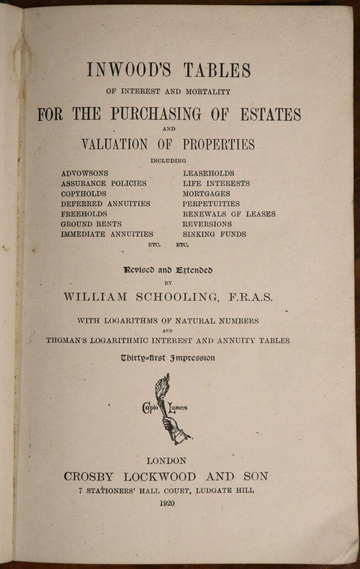 INWOOD'S TABLES
OF INTEREST AND MORTALITY
FOR THE PURCHASING OF ESTATES
AND
VALUATION OF PROPERTIES
INCLUDING
ADVOWSONS
ASSURANCE POLICIES
COPYHOLDS
DEFERRED ANNUITIES
FREEHOLDS
GROUND RENTS
IMMEDIATE ANNUITIES
LEASEHOLDS
LIFE INTERESTS
MORTGAGES
PERPETUITIES
RENEWALS OF LEASES
REVERSIONS
SINKING FUNDS
ETC. ETC.
Revised and Extended
BY
WILLIAM SCHOOLING, F.R.A.S.
WITH LOGARITHMS OF NATURAL NUMBERS
AND
THOMAN'S LOGARITHMIC INTEREST AND ANNUITY TABLES
Thirty-first Impression
Capio Lumen
LONDON
CROSBY LOCKWOOD AND SON
7 STATIONERS' HALL COURT, LUDGATE HILL
1920